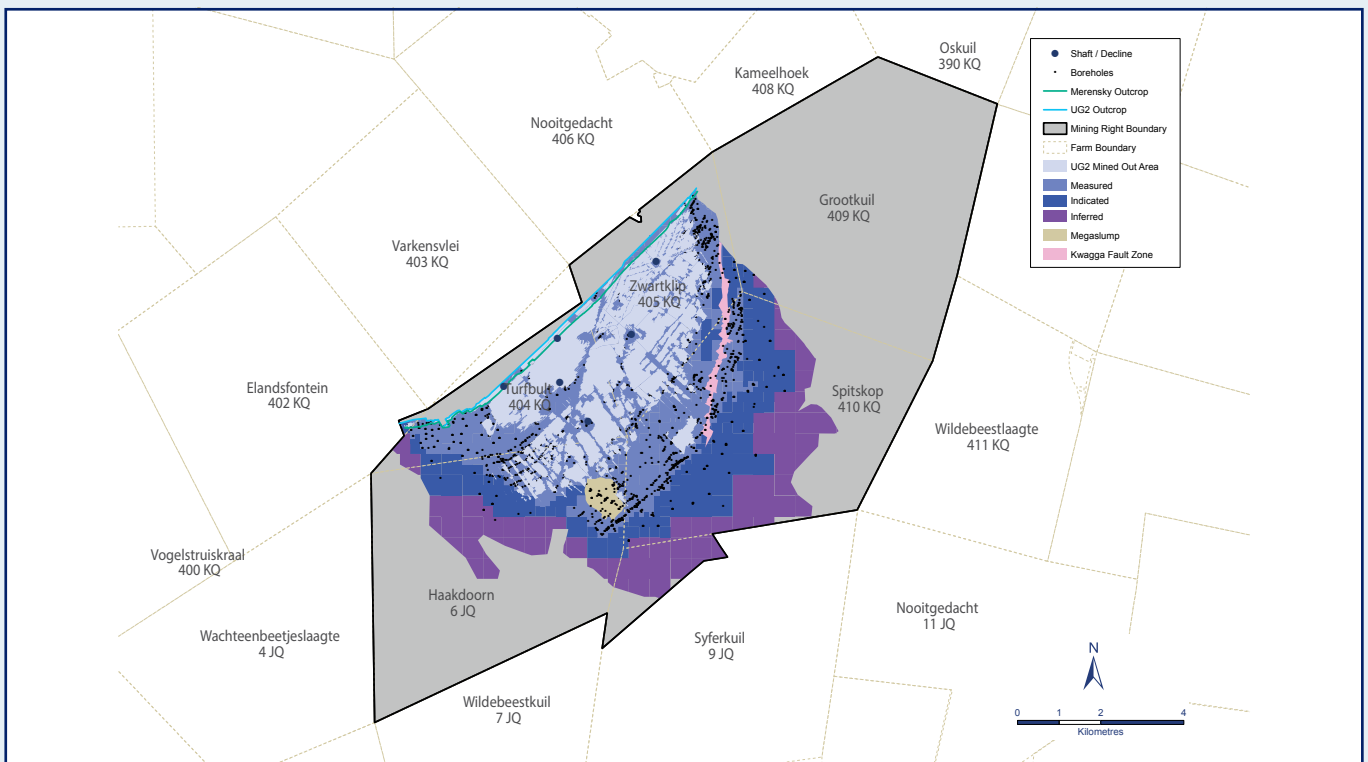 Oskuil
390 KQ
Kameelhoek
408 KQ
Nooitgedacht
406 KQ
Grootkuil
409 KQ
Varkensvlei
403 KQ
Zwartklip
405 KQ
Elandsfontein
402 KQ
Turfbult
404 KQ
Spitskop
410 KQ
Wildebeestlaagte
411 KQ
Vogelstruiskraal
400 KQ
Haakdoorn
6 JQ
Nooitgedacht
11 JQ
Wachteenbeetjeslaagte
4 JQ
Syferkuil
9 JQ
Wildebeestkuil
7 JQ
Shaft / Decline
Boreholes
Merensky Outcrop
UG2 Outcrop
Mining Right Boundary
Farm Boundary
UG2 Mined Out Area
Measured
Indicated
Inferred
Megaslump
Kwagga Fault Zone
N
0 1 2 4
Kilometres